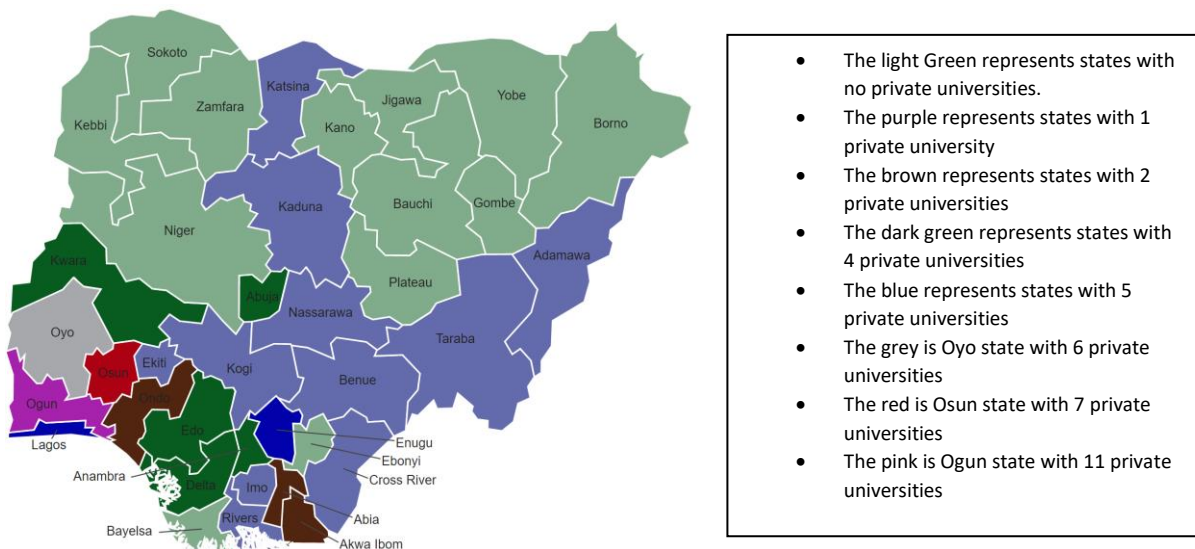 Sokoto
Katsina
Yobe
Jigawa
Zamfara
Kano
Borno
Kebbi
Kaduna
Bauchi
Gombe
Niger
Adamawa
Kwara
Plateau
Abuja
Nassarawa
Oyo
Taraba
Ekiti
Osun
Kogi
Benue
Ogun
Ondo
Edo
Lagos
Enugu
Ebonyi
Anambra
Cross River
Delta
Imo
Abia
Rivers
Bayelsa
Akwa Ibom
• The light Green represents states with
no private universities.
• The purple represents states with 1
private university
• The brown represents states with 2
private universities
• The dark green represents states with
4 private universities
• The blue represents states with 5
private universities
• The grey is Oyo state with 6 private
universities
• The red is Osun state with 7 private
universities
• The pink is Ogun state with 11 private
universities